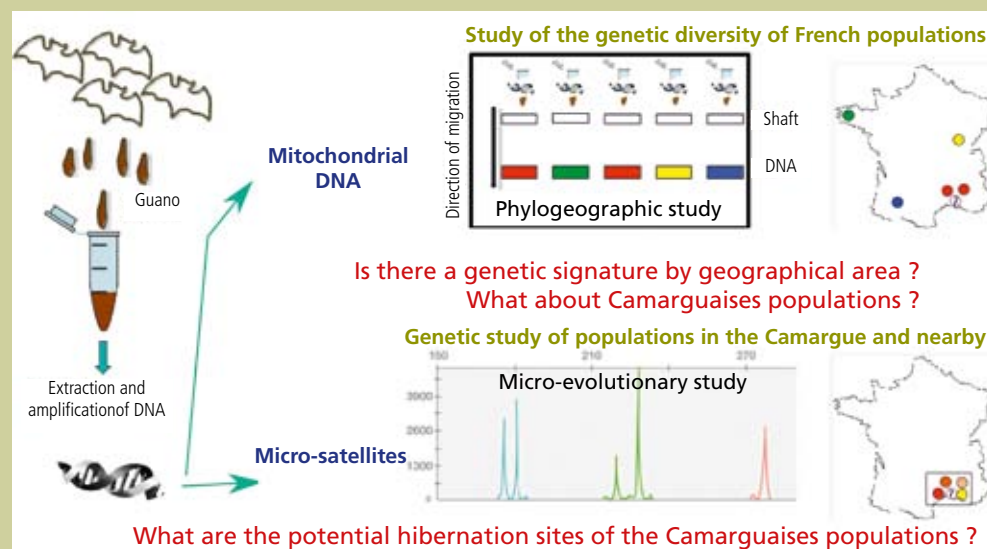 Study of the genetic diversity of French populations
Direction of migration
Shaft
DNA
Phylogeographic study
Mitochondrial
DNA
Guano
Is there a genetic signature by geographical area ?
What about Camarguaises populations ?
Genetic study of populations in the Camargue and nearby
150
210
270
Micro-evolutionary study
3900
2600
1300
0
Extraction and
amplificationof DNA
Micro-satellites
?
?
What are the potential hibernation sites of the Camarguaises populations ?